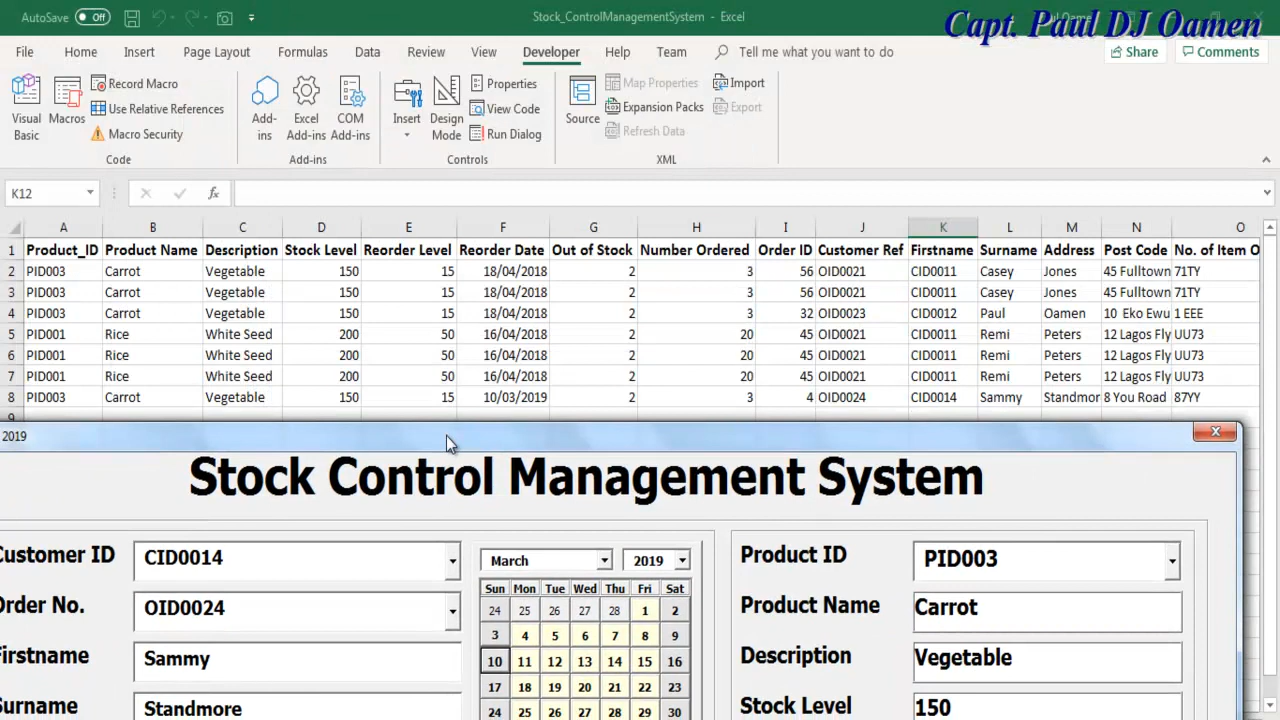 AutoSave Off Stock_ControlManagementSystem - Excel
Capt. Paul DJ Oamen
File Home Insert Page Layout Formulas Data Review View Developer Help Team Tell me what you want to do Share Comments
Visual Basic Macros Record Macro Use Relative References Macro Security Code
Add-ins Excel Add-ins COM Add-ins Add-ins
Insert Design Mode Properties View Code Run Dialog Controls
Source Map Properties Expansion Packs Refresh Data Import Export XML
K12 fx
A B C D E F G H I J K L M N O
1 Product_ID Product Name Description Stock Level Reorder Level Reorder Date Out of Stock Number Ordered Order ID Customer Ref Firstname Surname Address Post Code No. of Item O
2 PID003 Carrot Vegetable 150 15 18/04/2018 2 3 56 OID0021 CID0011 Casey Jones 45 Fulltown 71TY
3 PID003 Carrot Vegetable 150 15 18/04/2018 2 3 56 OID0021 CID0011 Casey Jones 45 Fulltown 71TY
4 PID003 Carrot Vegetable 150 15 18/04/2018 2 3 32 OID0023 CID0012 Paul Oamen 10 Eko Ewu 1 EEE
5 PID001 Rice White Seed 200 50 16/04/2018 2 20 45 OID0021 CID0011 Remi Peters 12 Lagos Fly UU73
6 PID001 Rice White Seed 200 50 16/04/2018 2 20 45 OID0021 CID0011 Remi Peters 12 Lagos Fly UU73
7 PID001 Rice White Seed 200 50 16/04/2018 2 20 45 OID0021 CID0011 Remi Peters 12 Lagos Fly UU73
8 PID003 Carrot Vegetable 150 15 10/03/2019 2 3 4 OID0024 CID0014 Sammy Standmor 8 You Road 87YY
9
2019
Stock Control Management System
Customer ID CID0014
Order No. OID0024
Firstname Sammy
Surname Standmore
March 2019
Sun Mon Tue Wed Thu Fri Sat
24 25 26 27 28 1 2
3 4 5 6 7 8 9
10 11 12 13 14 15 16
17 18 19 20 21 22 23
24 25 26 27 28 29 30
Product ID PID003
Product Name Carrot
Description Vegetable
Stock Level 150